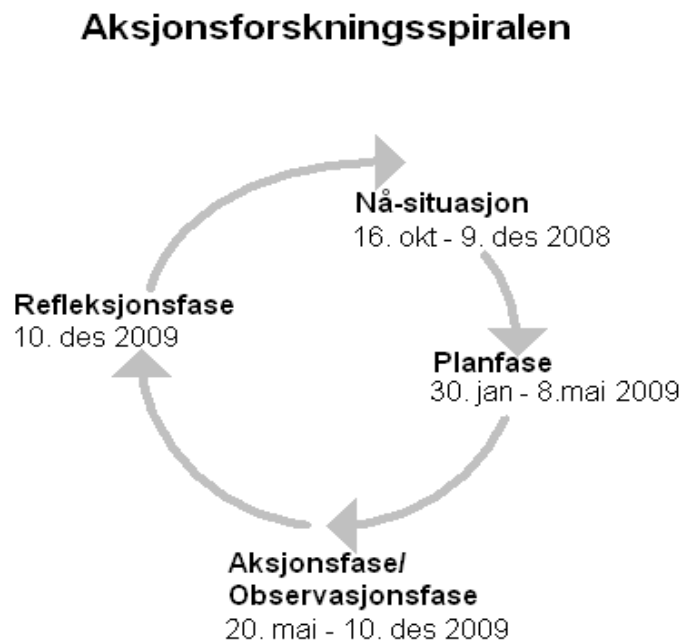 Aksjonsforskningsspiralen
Nå-situasjon
16. okt - 9. des 2008
Planfase
30. jan - 8.mai 2009
Aksjonsfase/
Observasjonsfase
20. mai - 10. des 2009
Refleksjonsfase
10. des 2009